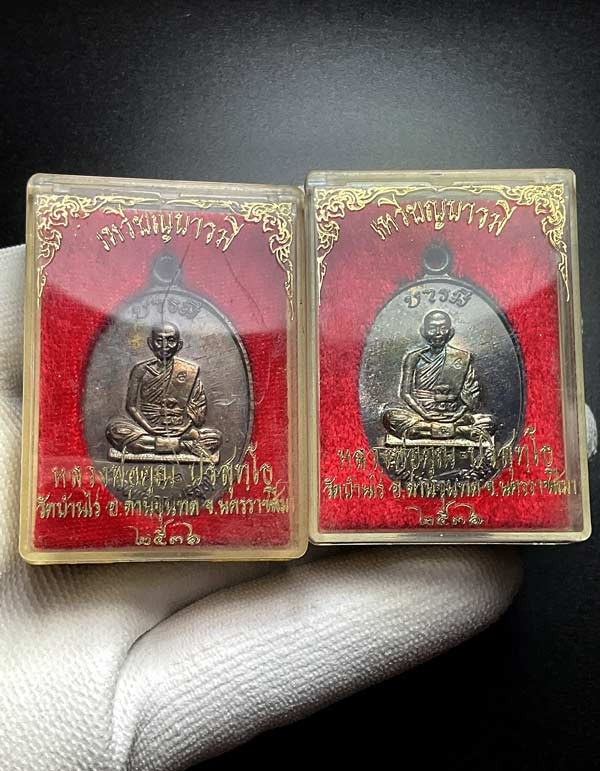 เหรียญบารมี
บารมี
หลวงพ่อคูณ ปริสุทฺโธ
วัดบ้านไร่ อ.ด่านขุนทด จ.นครราชสีมา
๒๕๓๖
เหรียญบารมี
บารมี
หลวงพ่อคูณ ปริสุทฺโธ
วัดบ้านไร่ อ.ด่านขุนทด จ.นครราชสีมา
๒๕๓๖